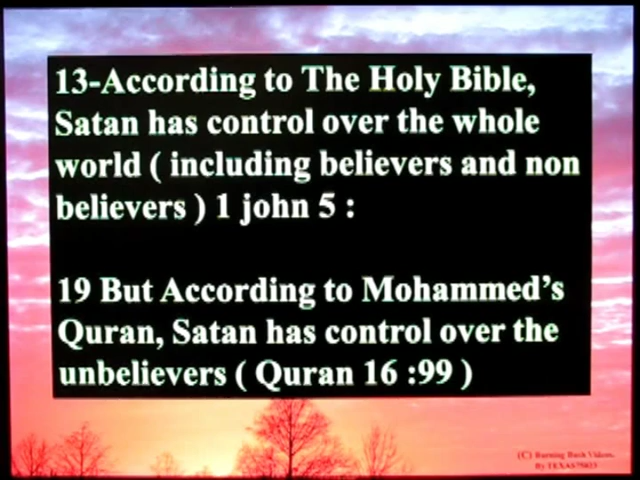 13-According to The Holy Bible,
Satan has control over the whole
world ( including believers and non
believers ) 1 john 5 :
19 But According to Mohammed’s
Quran, Satan has control over the
unbelievers ( Quran 16 :99 )
(C) Burning Bush Videos.
By TEXAS75033